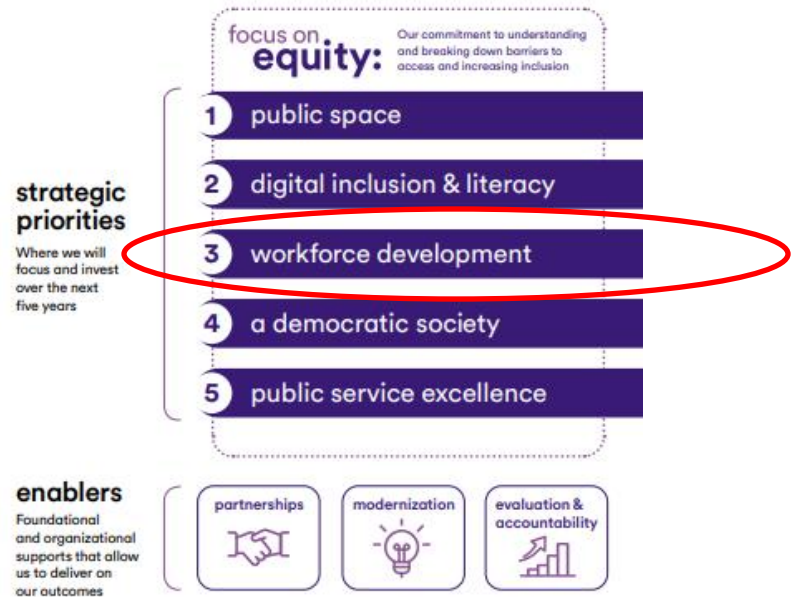 focus on
equity:
Our commitment to understanding
and breaking down barriers to
access and increasing inclusion
strategic
priorities
Where we will
focus and invest
over the next
five years
1 public space
2 digital inclusion & literacy
3 workforce development
4 a democratic society
5 public service excellence
enablers
Foundational
and organizational
supports that allow
us to deliver on
our outcomes
partnerships
modernization
evaluation &
accountability